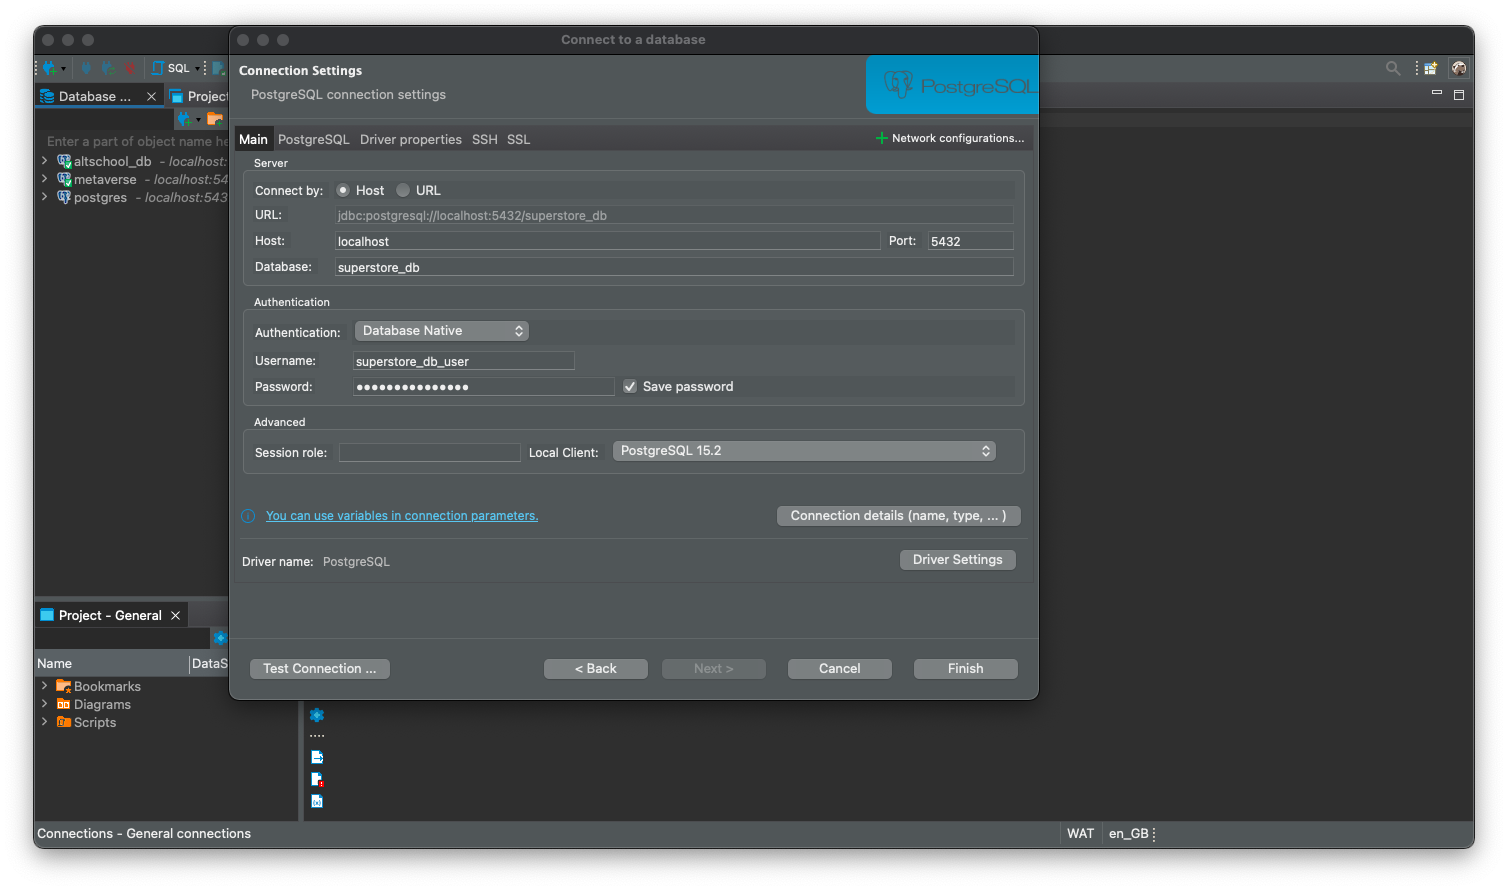 Connect to a database
SQL
Connection Settings
PostgreSQL connection settings
PostgreSQL
Database ...
Project
Enter a part of object name he
altschool_db - localhost:
metaverse - localhost:54
postgres - localhost:543
Main
PostgreSQL
Driver properties
SSH
SSL
Network configurations...
Server
Connect by: Host URL
URL: jdbc:postgresql://localhost:5432/superstore_db
Host: localhost Port: 5432
Database: superstore_db
Authentication
Authentication: Database Native
Username: superstore_db_user
Password: ••••••••••••••• Save password
Advanced
Session role: Local Client: PostgreSQL 15.2
You can use variables in connection parameters.
Connection details (name, type, ... )
Driver name: PostgreSQL
Driver Settings
Test Connection ...
< Back
Next >
Cancel
Finish
Project - General
Name DataS
Bookmarks
Diagrams
Scripts
Connections - General connections
WAT
en_GB